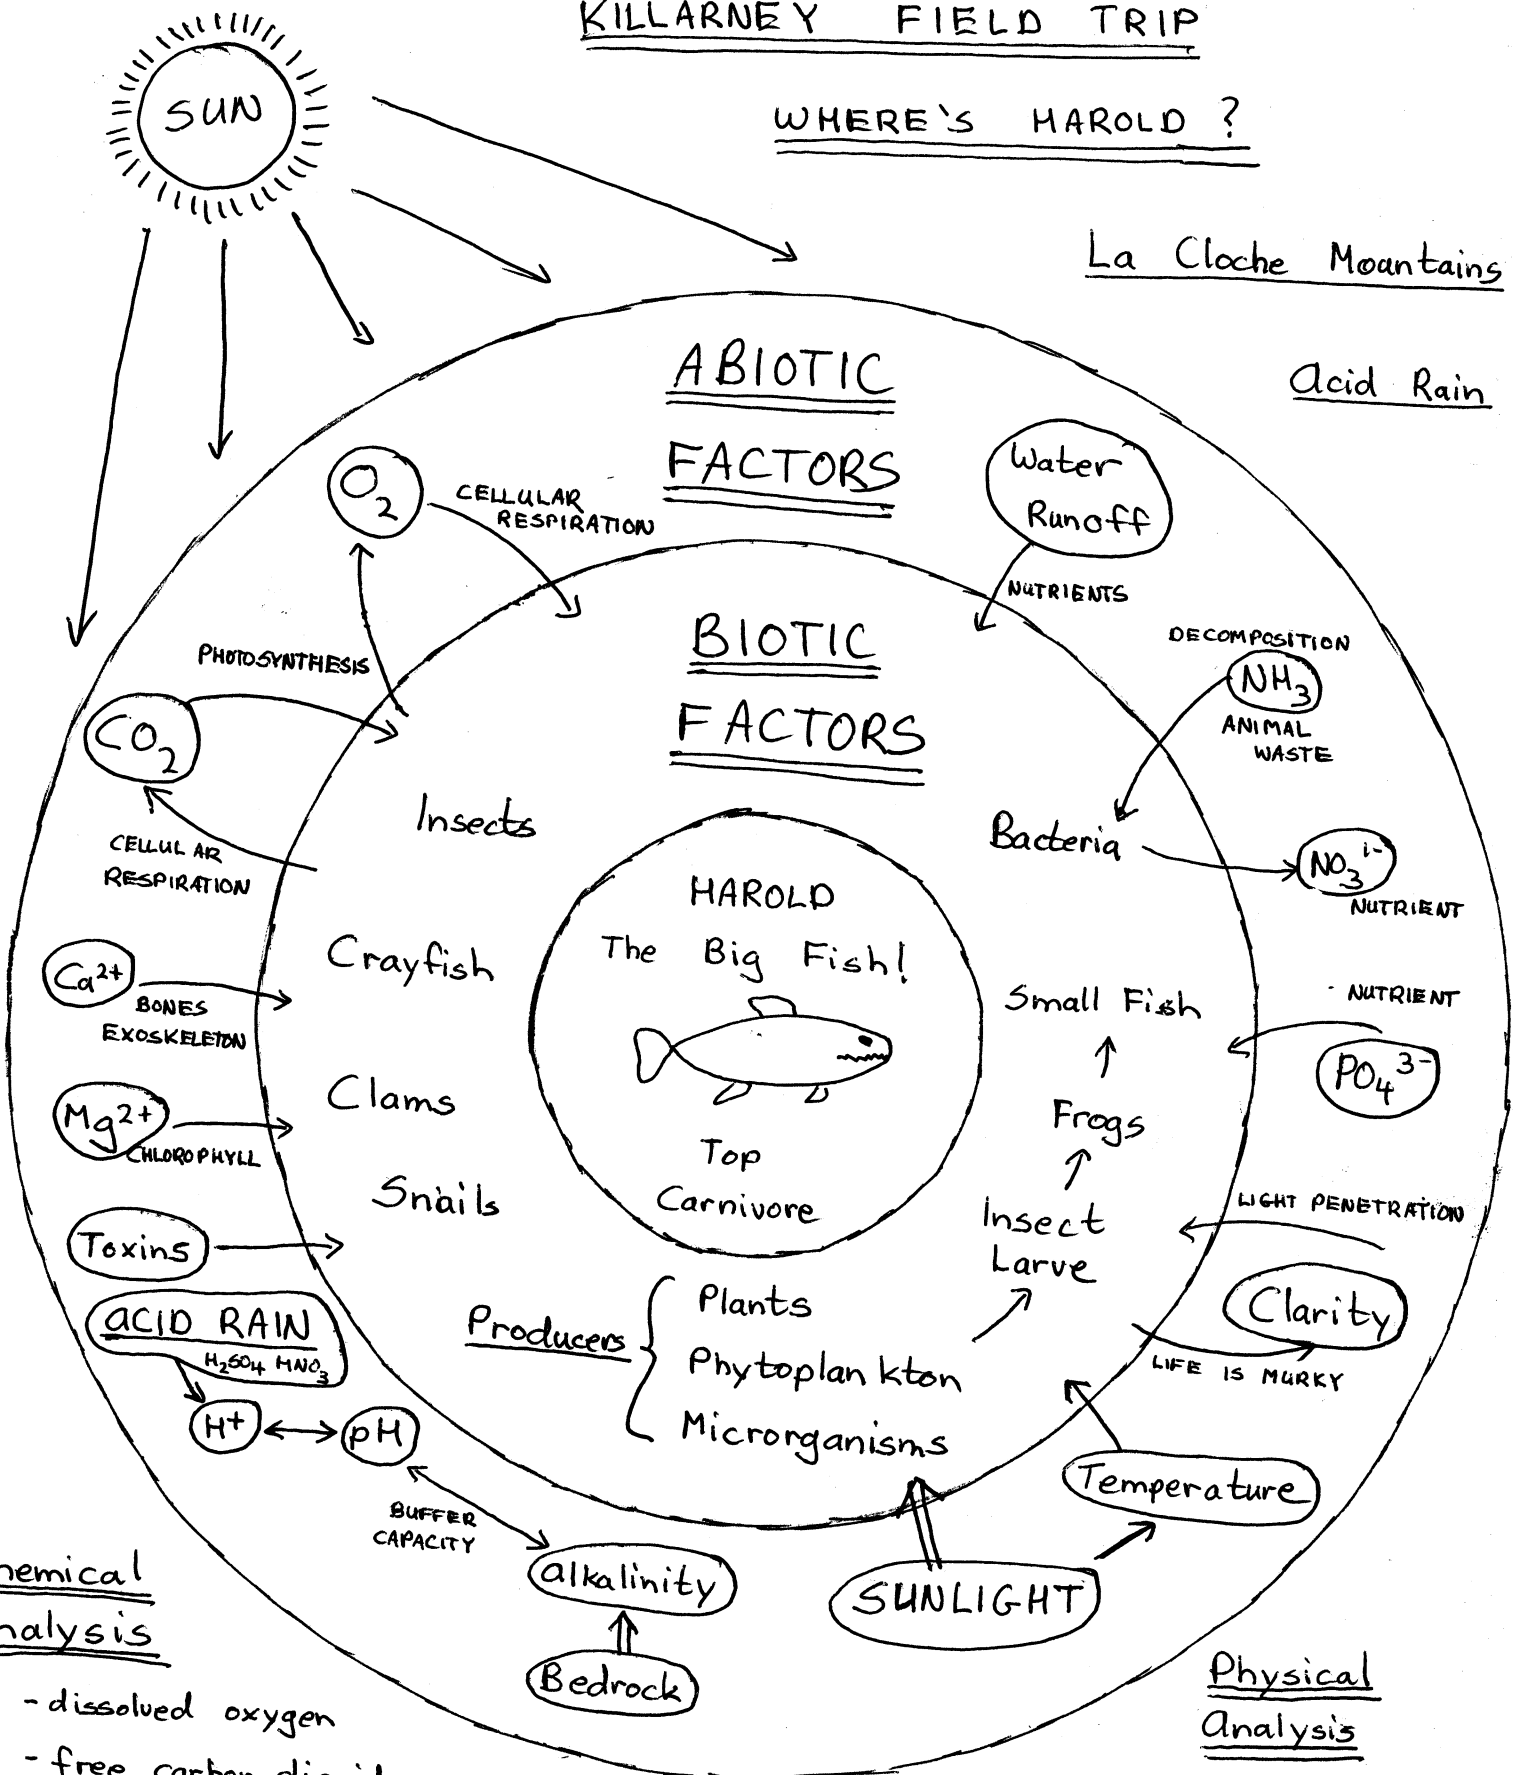 KILLARNEY FIELD TRIP
SUN
WHERE'S HAROLD ?
La Cloche Moantains
Acid Rain
ABIOTIC
FACTORS
O2
CELLULAR
RESPIRATION
Water
Runoff
NUTRIENTS
BIOTIC
FACTORS
PHOTOSYNTHESIS
CO2
CELLULAR
RESPIRATION
DECOMPOSITION
NH3
ANIMAL
WASTE
Insects
Bacteria
NO3 1-
NUTRIENT
HAROLD
The Big Fish!
Top
Carnivore
Crayfish
Ca2+
BONES
EXOSKELETON
Small Fish
NUTRIENT
PO4 3-
Clams
Mg2+
CHLOROPHYLL
Frogs
Snails
Insect
Larve
LIGHT PENETRATION
Toxins
Clarity
LIFE IS MURKY
ACID RAIN
H2SO4 HNO3
H+
pH
Producers
Plants
Phytoplankton
Microrganisms
Temperature
BUFFER
CAPACITY
Alkalinity
SUNLIGHT
Bedrock
hemical
nalysis
- dissolved oxygen
- free carbon
Physical
Analysis